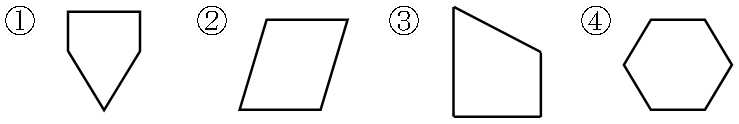 ① ② ③ ④